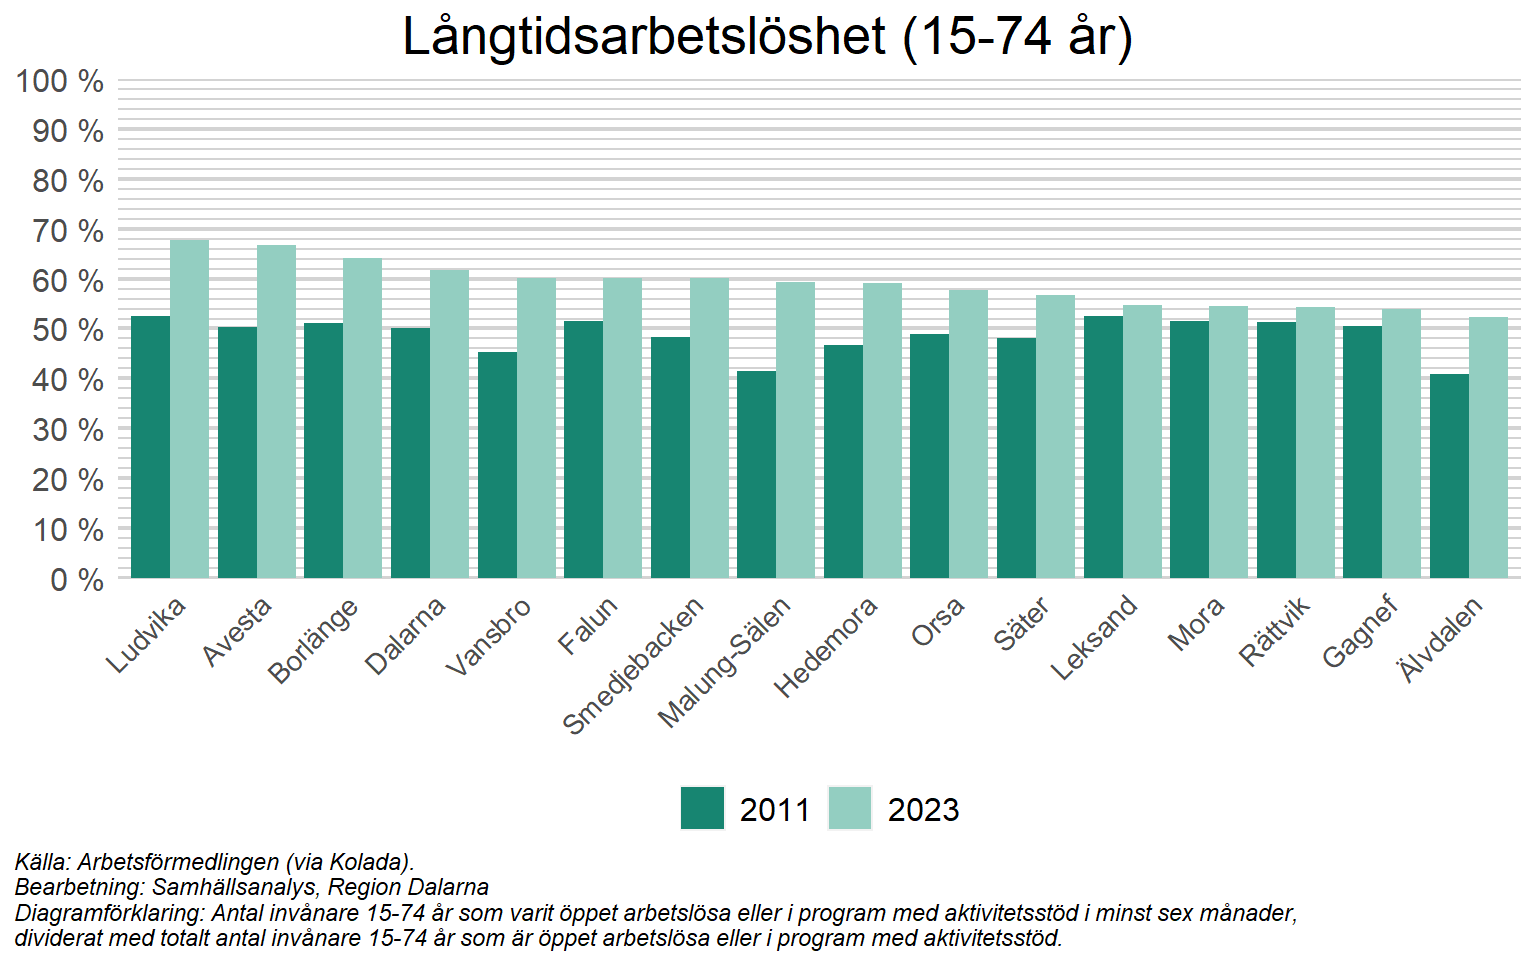 Långtidsarbetslöshet (15-74 år)
100 %
90 %
80 %
70 %
60 %
50 %
40 %
30 %
20 %
10 %
0 %
Ludvika
Avesta
Borlänge
Dalarna
Vansbro
Falun
Smedjebacken
Malung-Sälen
Hedemora
Orsa
Säter
Leksand
Mora
Rättvik
Gagnef
Älvdalen
2011
2023
Källa: Arbetsförmedlingen (via Kolada).
Bearbetning: Samhällsanalys, Region Dalarna
Diagramförklaring: Antal invånare 15-74 år som varit öppet arbetslösa eller i program med aktivitetsstöd i minst sex månader,
dividerat med totalt antal invånare 15-74 år som är öppet arbetslösa eller i program med aktivitetsstöd.